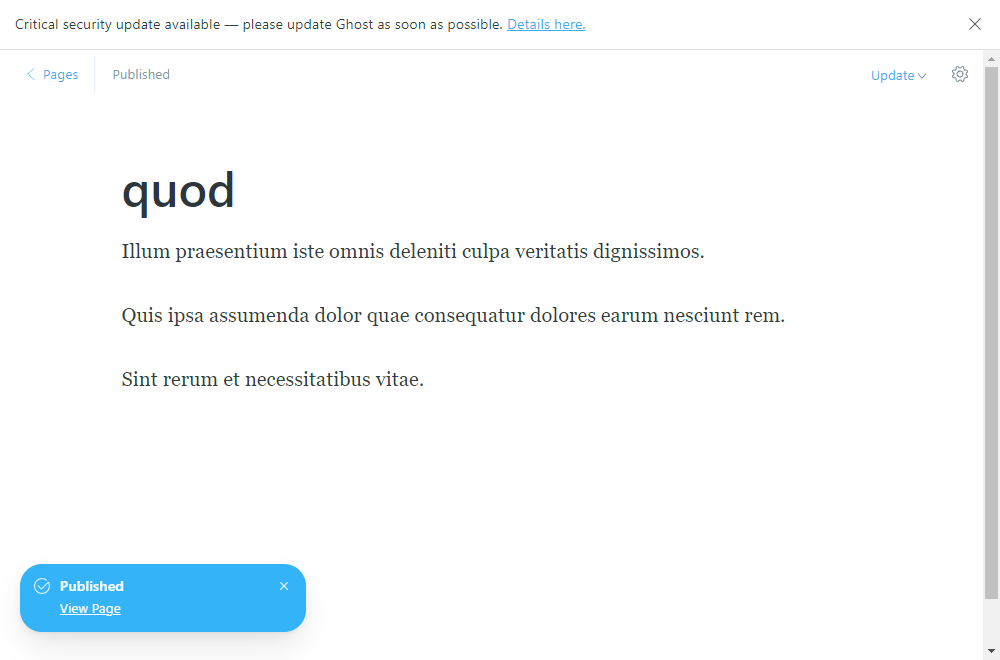 Critical security update available — please update Ghost as soon as possible. Details here.
Pages
Published
Update
quod
Illum praesentium iste omnis deleniti culpa veritatis dignissimos.
Quis ipsa assumenda dolor quae consequatur dolores earum nesciunt rem.
Sint rerum et necessitatibus vitae.
Published
View Page